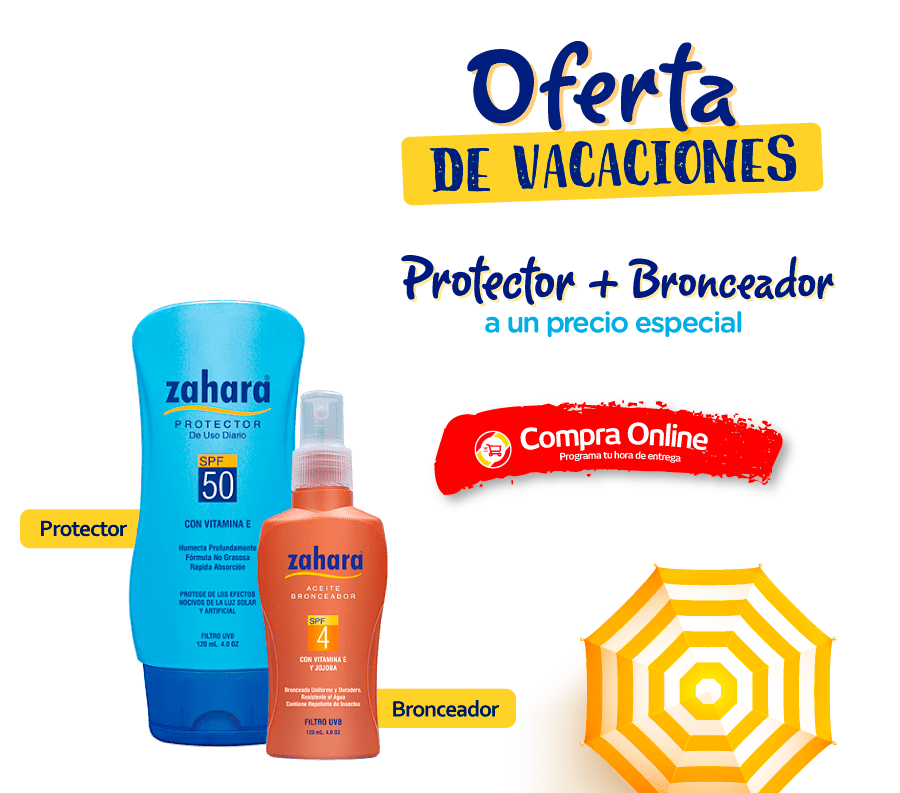 Oferta
DE VACACIONES
Protector + Bronceador
a un precio especial
Compra Online
Programa tu hora de entrega
zahara®
PROTECTOR
De Uso Diario
SPF
50
CON VITAMINA E
Humecta Profundamente
Fórmula No Grasosa
Rápida Absorción
PROTEGE DE LOS EFECTOS
NOCIVOS DE LA LUZ SOLAR
Y ARTIFICIAL
FILTRO UVB
120 mL. 4.0 OZ
Protector
zahara®
ACEITE
BRONCEADOR
SPF
4
CON VITAMINA E
Y JOJOBA
Bronceado Uniforme y Duradero.
Resistente al Agua
Contiene Repelente de Insectos
FILTRO UVB
120 mL 4.0 OZ
Bronceador